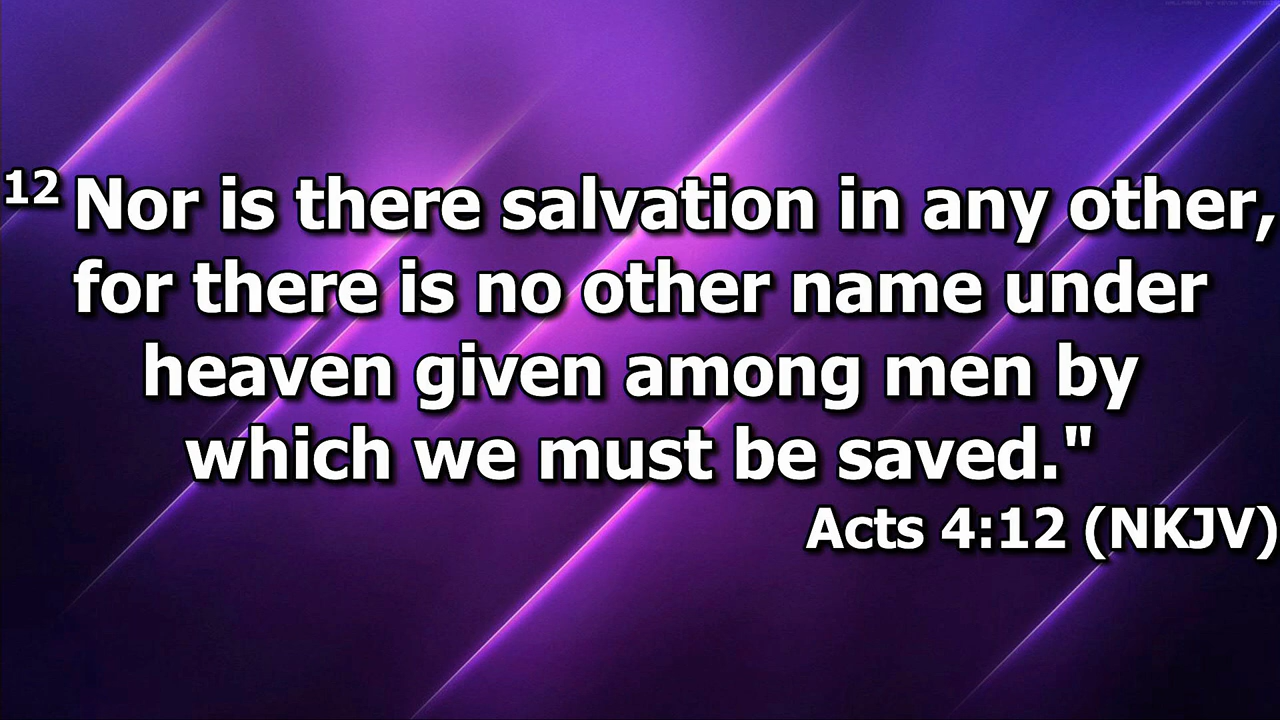 12 Nor is there salvation in any other,
for there is no other name under
heaven given among men by
which we must be saved."
Acts 4:12 (NKJV)